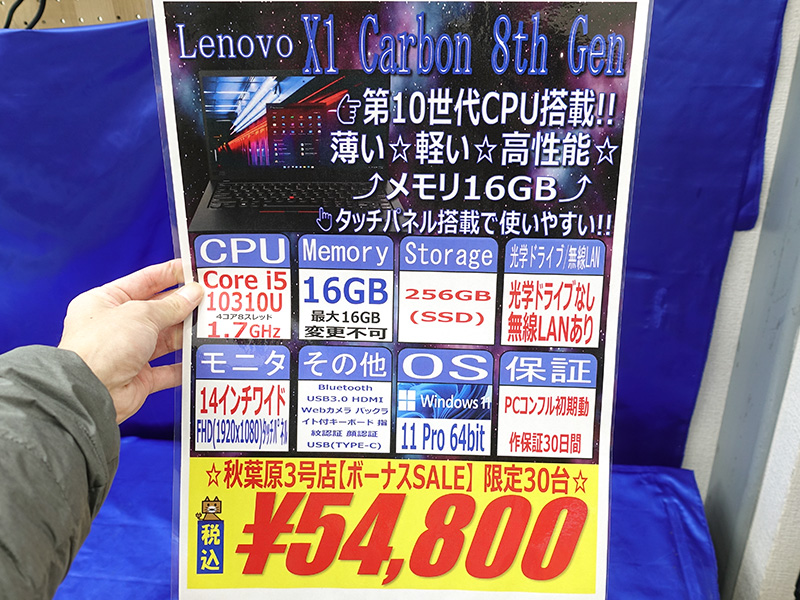 Lenovo X1 Carbon 8th Gen
第10世代CPU搭載!!
薄い☆軽い☆高性能☆
⤴メモリ16GB⤴
タッチパネル搭載で使いやすい!!
CPU
Core i5
10310U
4コア8スレッド
1.7GHz
Memory
16GB
最大16GB
変更不可
Storage
256GB
(SSD)
光学ドライブ/無線LAN
光学ドライブなし
無線LANあり
モニタ
14インチワイド
FHD(1920x1080)タッチパネル
その他
Bluetooth
USB3.0 HDMI
Webカメラ バックラ
イト付キーボード 指
紋認証 顔認証
USB(TYPE-C)
OS
Windows 11
11 Pro 64bit
保証
PCコンフル初期動
作保証30日間
☆秋葉原3号店【ボーナスSALE】限定30台☆
税込
¥54,800